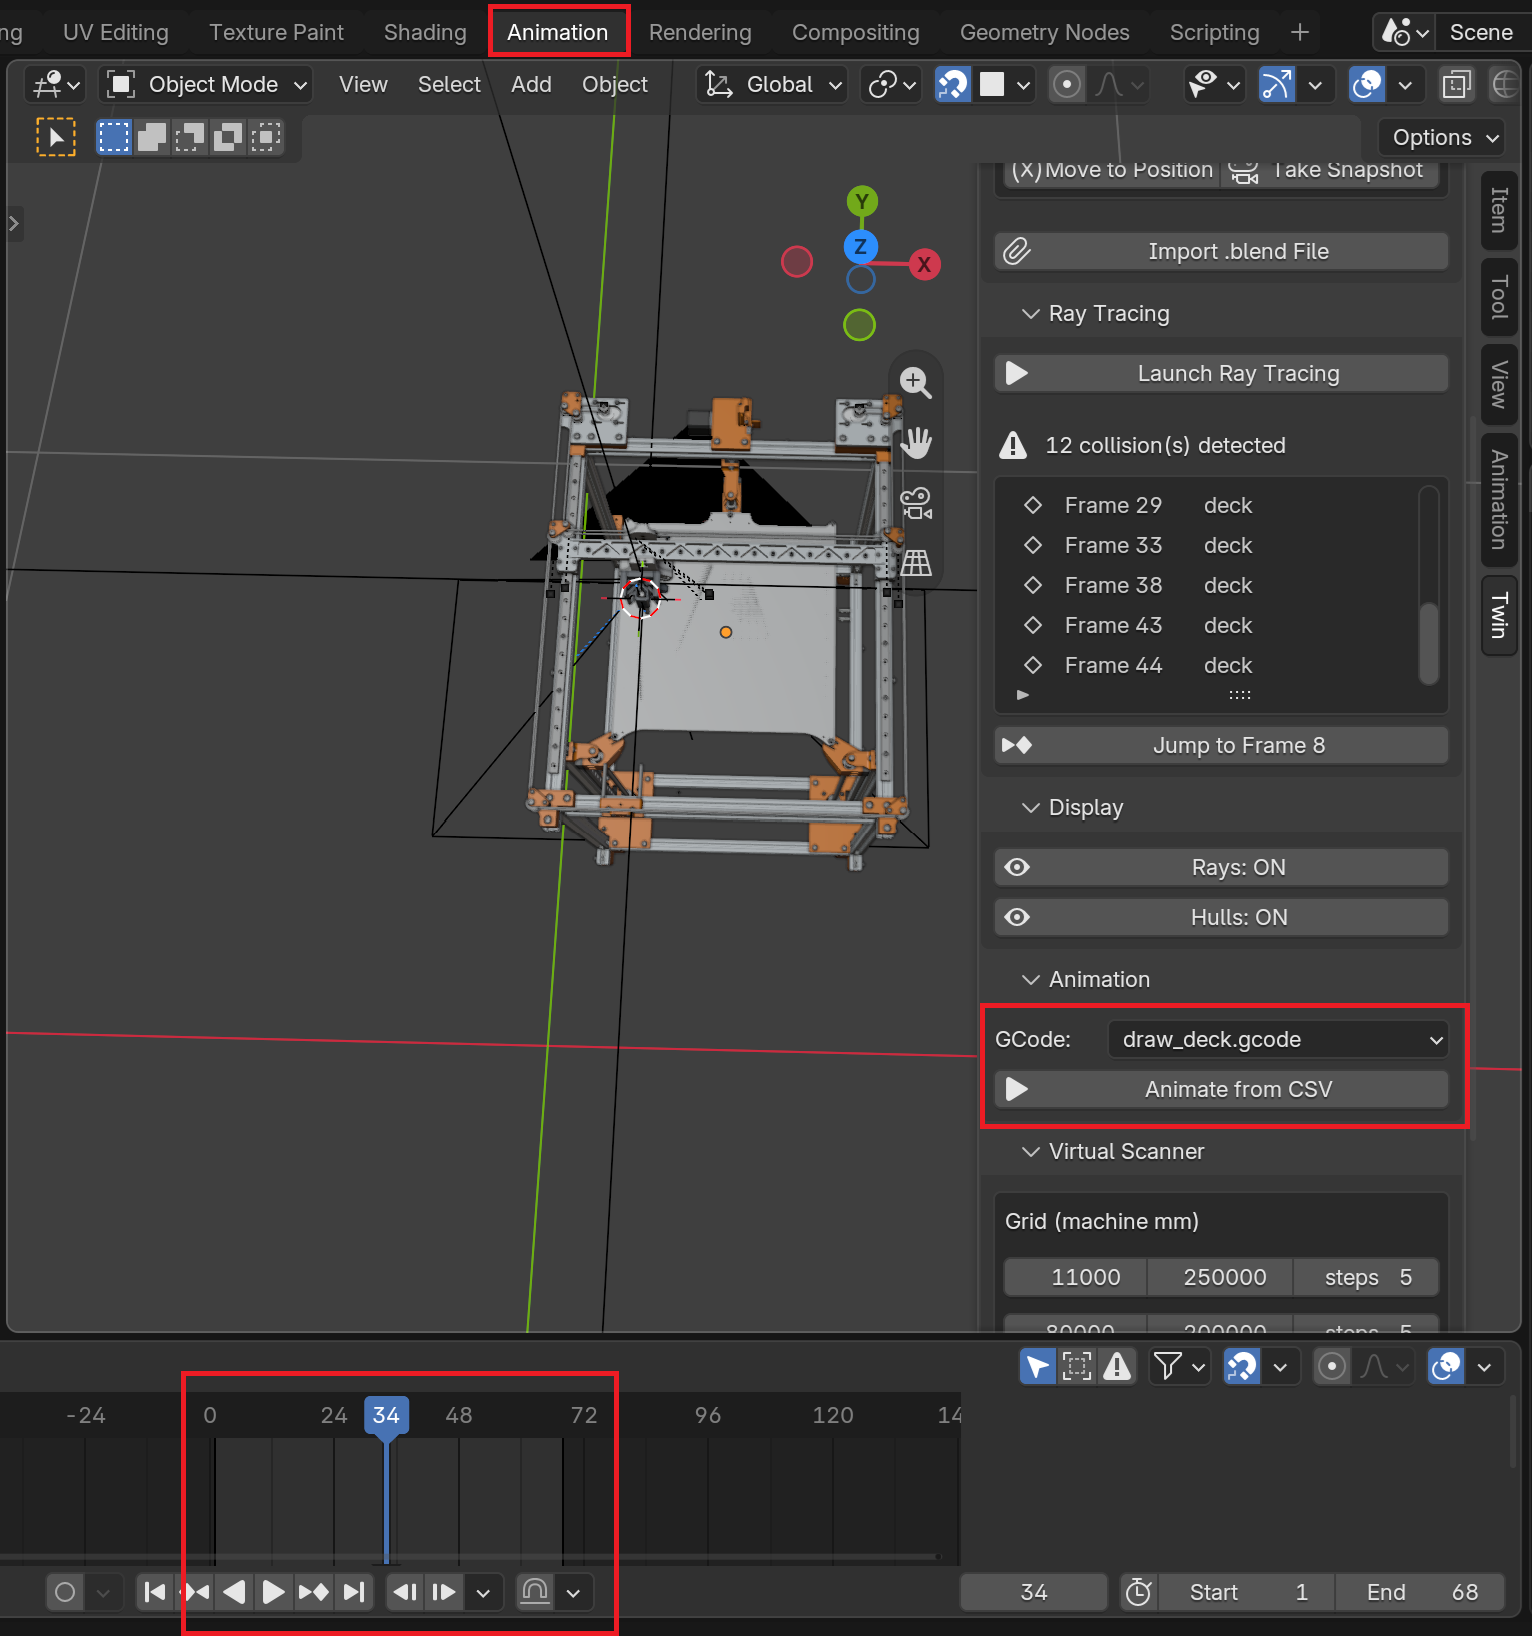 UV Editing Texture Paint Shading Animation Rendering Compositing Geometry Nodes Scripting + Scene
Object Mode View Select Add Object Global
Options
(X) Move to Position Take Snapshot
Item
Tool
View
Animation
Twin
Y
Z
X
Import .blend File
Ray Tracing
Launch Ray Tracing
12 collision(s) detected
Frame 29 deck
Frame 33 deck
Frame 38 deck
Frame 43 deck
Frame 44 deck
Jump to Frame 8
Display
Rays: ON
Hulls: ON
Animation
GCode: draw_deck.gcode
Animate from CSV
Virtual Scanner
Grid (machine mm)
11000 250000 steps 5
80000 200000 steps 5
-24 0 24 34 48 72 96 120 14
34 Start 1 End 68